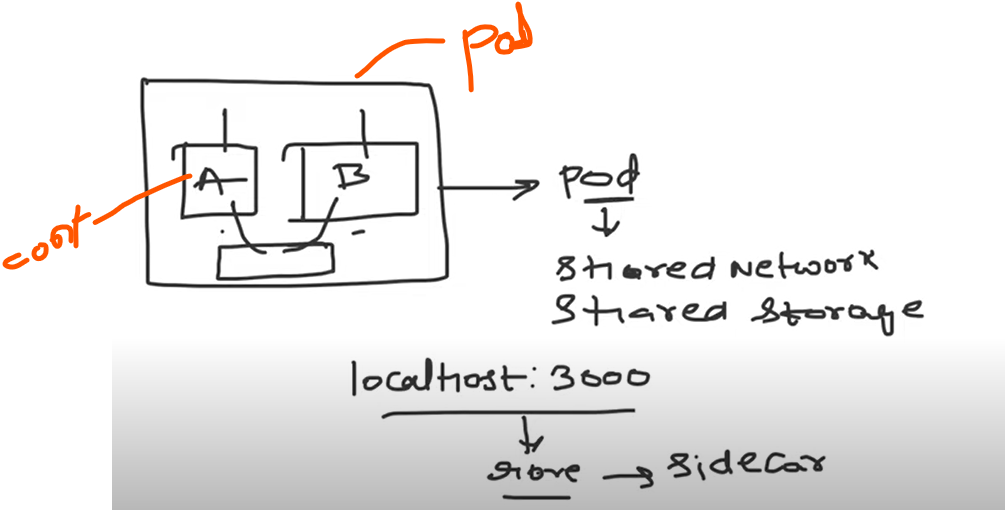 Pod
A
B
cont
pod
Shared Network
Shared Storage
localhost: 3000
→ sidecar